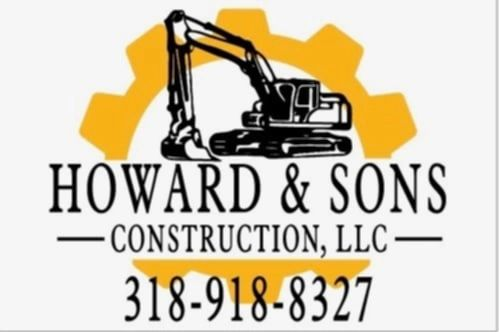 HOWARD & SONS
CONSTRUCTION, LLC
318-918-8327